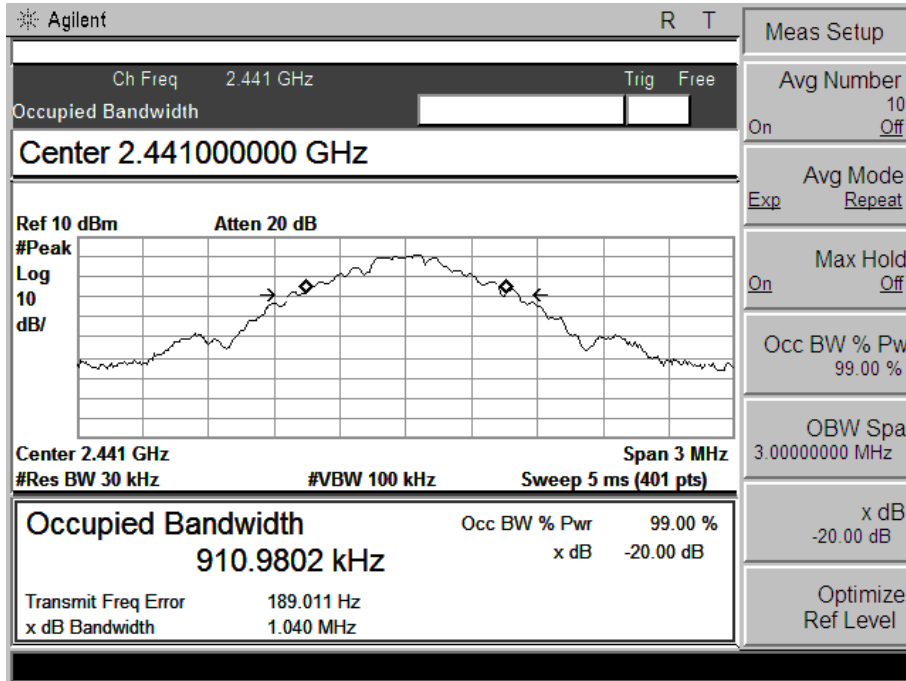 Agilent R T
Ch Freq 2.441 GHz Trig Free
Occupied Bandwidth
Center 2.441000000 GHz
Ref 10 dBm Atten 20 dB
#Peak
Log
10
dB/
Center 2.441 GHz Span 3 MHz
#Res BW 30 kHz #VBW 100 kHz Sweep 5 ms (401 pts)
Occupied Bandwidth Occ BW % Pwr 99.00 %
910.9802 kHz x dB -20.00 dB
Transmit Freq Error 189.011 Hz
x dB Bandwidth 1.040 MHz
Meas Setup
Avg Number
10
On Off
Avg Mode
Exp Repeat
Max Hold
On Off
Occ BW % Pw
99.00 %
OBW Spa
3.00000000 MHz
x dB
-20.00 dB
Optimize
Ref Level